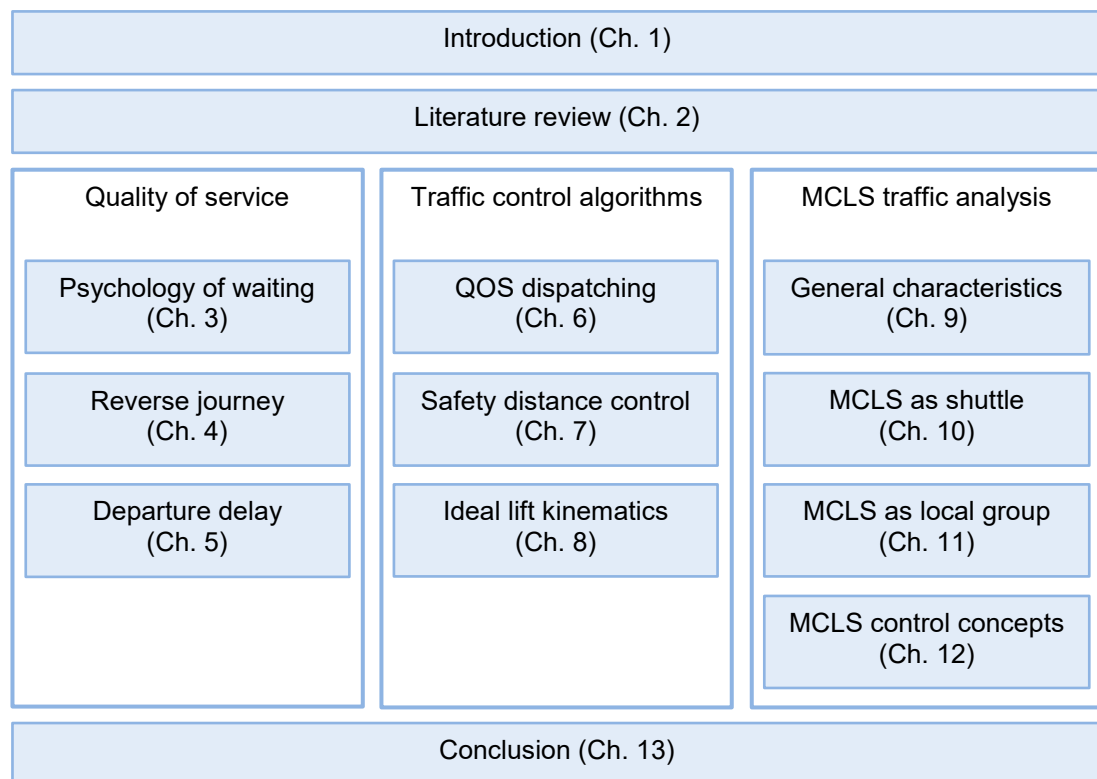 Introduction (Ch. 1)
Literature review (Ch. 2)
Quality of service
Psychology of waiting
(Ch. 3)
Reverse journey
(Ch. 4)
Departure delay
(Ch. 5)
Traffic control algorithms
QOS dispatching
(Ch. 6)
Safety distance control
(Ch. 7)
Ideal lift kinematics
(Ch. 8)
MCLS traffic analysis
General characteristics
(Ch. 9)
MCLS as shuttle
(Ch. 10)
MCLS as local group
(Ch. 11)
MCLS control concepts
(Ch. 12)
Conclusion (Ch. 13)